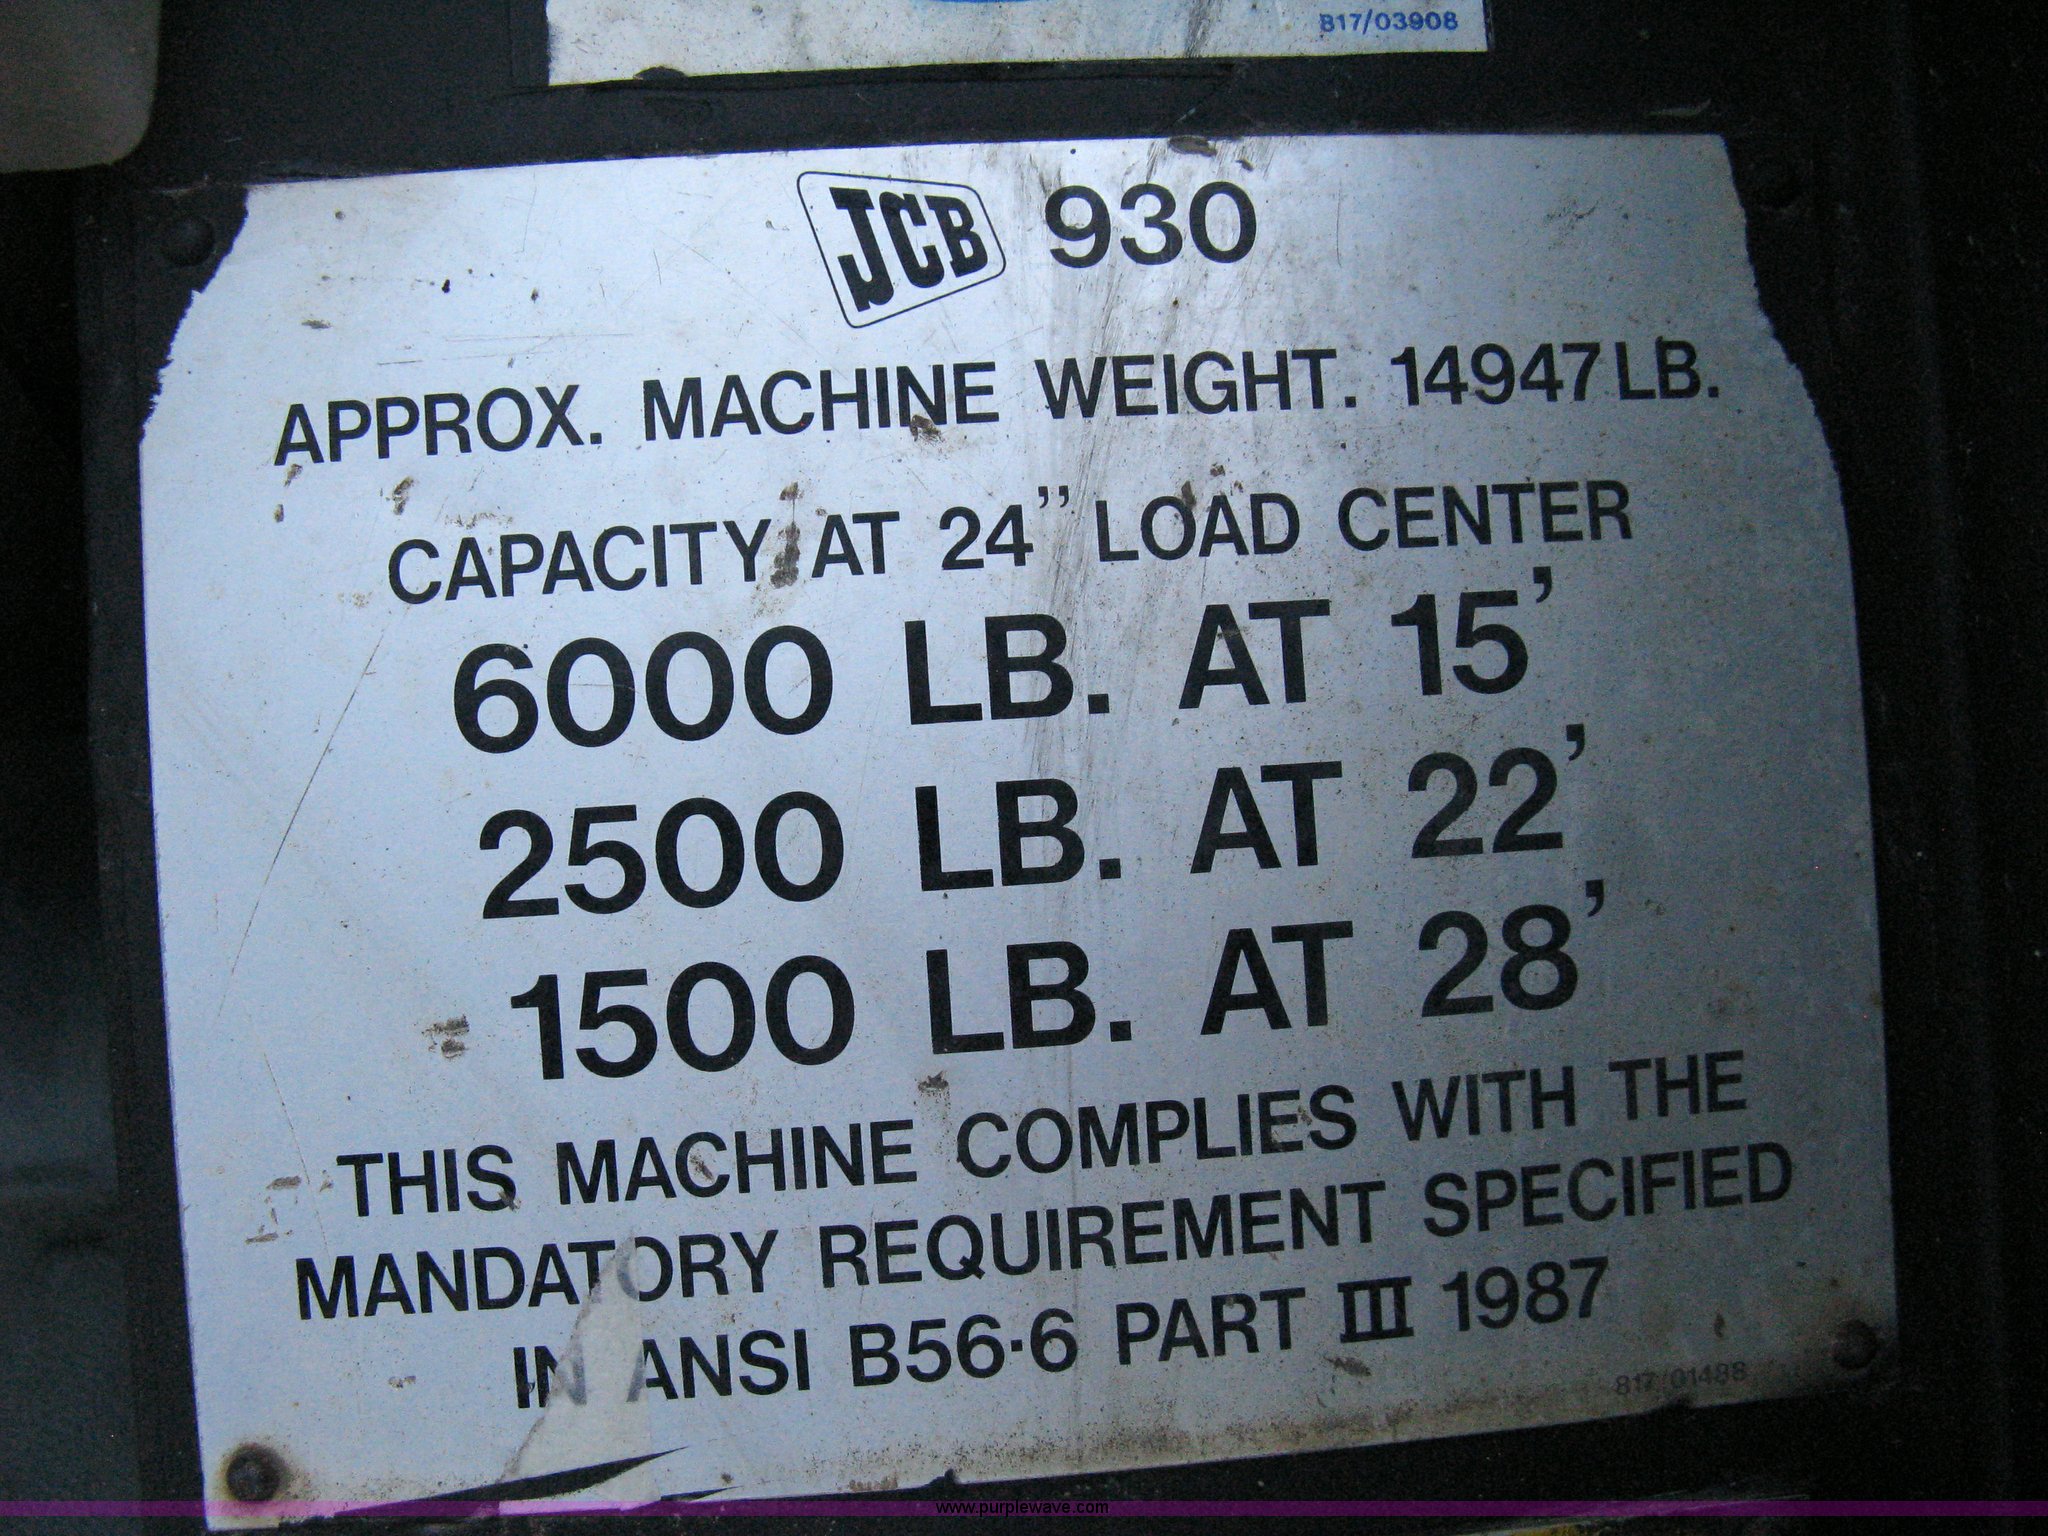 817/03908
JCB 930
APPROX. MACHINE WEIGHT. 14947 LB.
CAPACITY AT 24” LOAD CENTER
6000 LB. AT 15’
2500 LB. AT 22’
1500 LB. AT 28’
THIS MACHINE COMPLIES WITH THE
MANDATORY REQUIREMENT SPECIFIED
IN ANSI B56·6 PART III 1987
817/01488
www.purplewave.com